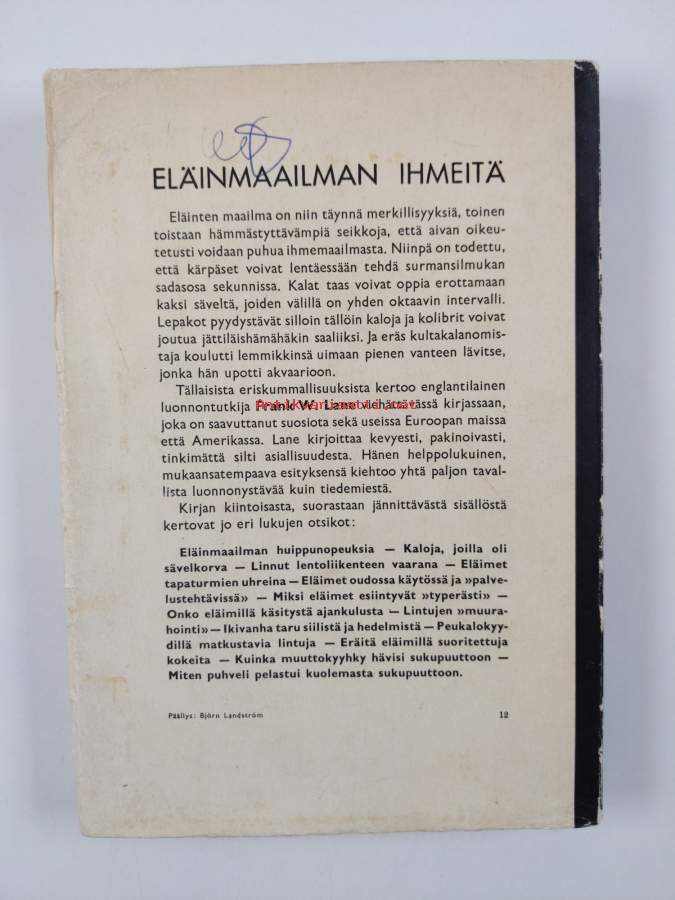 ELÄINMAAILMAN IHMEITÄ
Eläinten maailma on niin täynnä merkillisyyksiä, toinen
toistaan hämmästyttävämpiä seikkoja, että aivan oikeu-
tetusti voidaan puhua ihmemaailmasta. Niinpä on todettu,
että kärpäset voivat lentäessään tehdä surmansilmukan
sadasosa sekunnissa. Kalat taas voivat oppia erottamaan
kaksi säveltä, joiden välillä on yhden oktaavin intervalli.
Lepakot pyydystävät silloin tällöin kaloja ja kolibrit voivat
joutua jättiläishämähäkin saaliiksi. Ja eräs kultakalanomis-
taja koulutti lemmikkinsä uimaan pienen vanteen lävitse,
jonka hän upotti akvaarioon.
Tällaisista eriskummallisuuksista kertoo englantilainen
luonnontutkija Frank W. Lane viehättävässä kirjassaan,
joka on saavuttanut suosiota sekä useissa Euroopan maissa
että Amerikassa. Lane kirjoittaa kevyesti, pakinoivasti,
tinkimättä silti asiallisuudesta. Hänen helppolukuinen,
mukaansatempaava esityksensä kiehtoo yhtä paljon taval-
lista luonnonystävää kuin tiedemiestä.
Kirjan kiintoisasta, suorastaan jännittävästä sisällöstä
kertovat jo eri lukujen otsikot:
Eläinmaailman huippunopeuksia — Kaloja, joilla oli
sävelkorva — Linnut lentoliikenteen vaarana — Eläimet
tapaturmien uhreina — Eläimet oudossa käytössä ja »palve-
lustehtävissä» — Miksi eläimet esiintyvät »typerästi» —
Onko eläimillä käsitystä ajankulusta — Lintujen »muura-
hointi» — Ikivanha taru siilistä ja hedelmistä — Peukalokyy-
dillä matkustavia lintuja — Eräitä eläimillä suoritettuja
kokeita — Kuinka muuttokyyhky hävisi sukupuuttoon —
Miten puhveli pelastui kuolemasta sukupuuttoon.
Päällys: Björn Landström 12